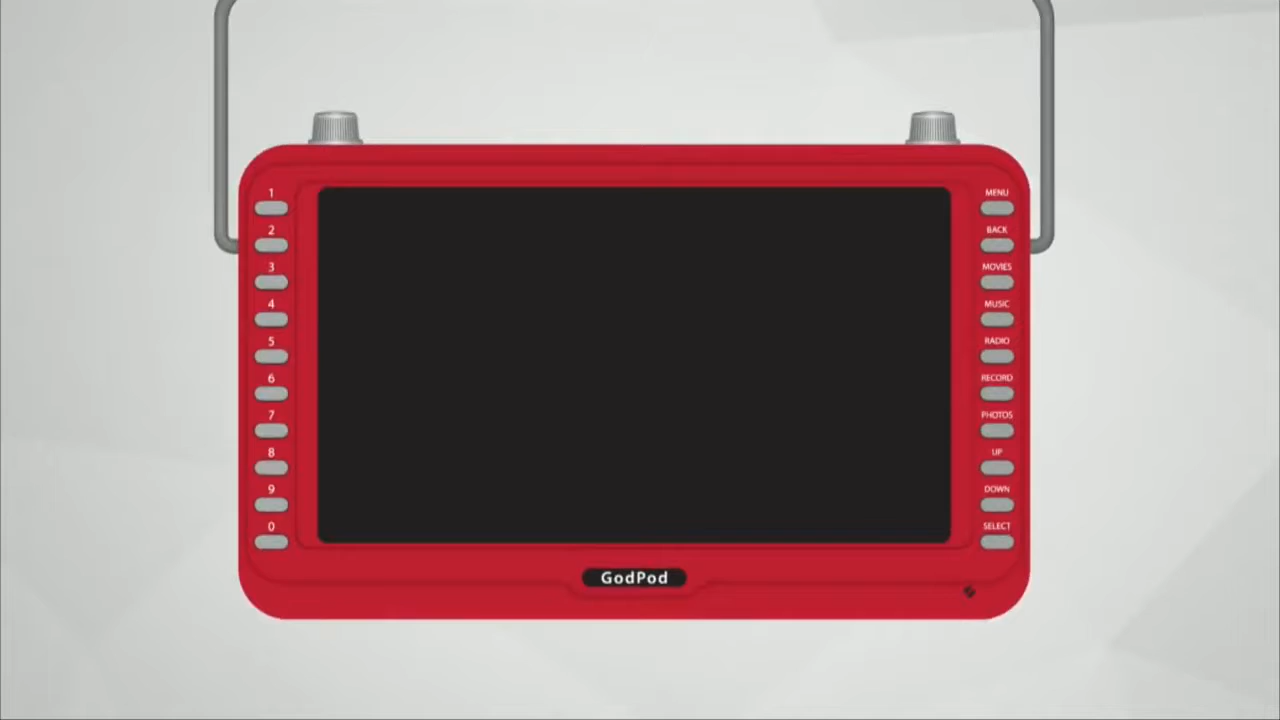 1
2
3
4
5
6
7
8
9
0
MENU
BACK
MOVIES
MUSIC
RADIO
RECORD
PHOTOS
UP
DOWN
SELECT
GodPod